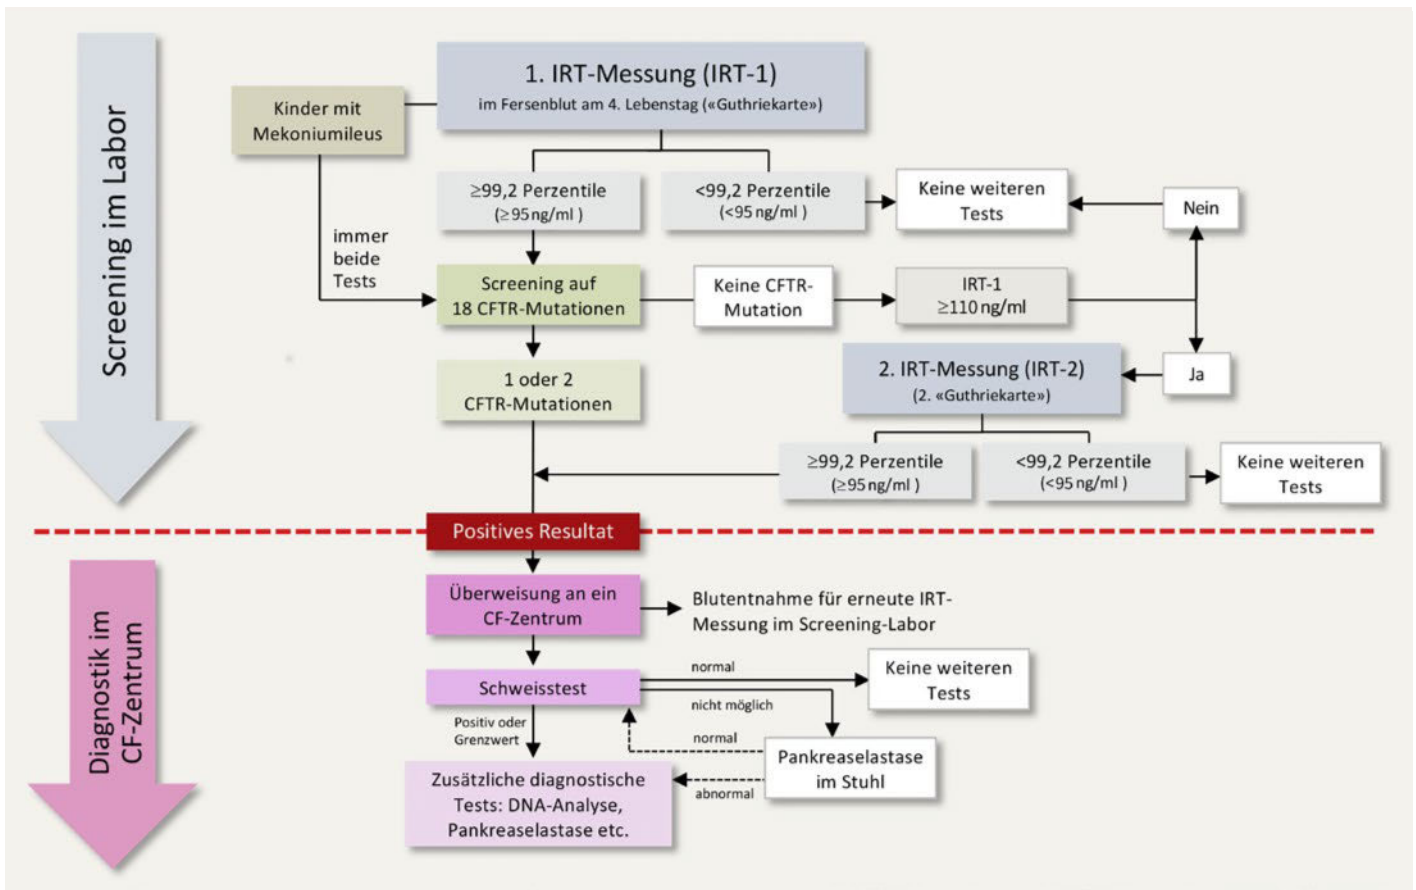 Screening im Labor
1. IRT-Messung (IRT-1)
im Fersenblut am 4. Lebenstag («Guthriekarte»)
Kinder mit
Mekoniumileus
≥99,2 Perzentile
(≥95 ng/ml )
<99,2 Perzentile
(<95 ng/ml )
Keine weiteren
Tests
Nein
immer
beide
Tests
Screening auf
18 CFTR-Mutationen
Keine CFTR-
Mutation
IRT-1
≥110 ng/ml
Ja
2. IRT-Messung (IRT-2)
(2. «Guthriekarte»)
1 oder 2
CFTR-Mutationen
≥99,2 Perzentile
(≥95 ng/ml )
<99,2 Perzentile
(<95 ng/ml )
Keine weiteren
Tests
Positives Resultat
Diagnostik im
CF-Zentrum
Überweisung an ein
CF-Zentrum
Blutentnahme für erneute IRT-
Messung im Screening-Labor
Schweisstest
normal
Keine weiteren
Tests
nicht möglich
Positiv oder
Grenzwert
normal
Pankreaselastase
im Stuhl
abnormal
Zusätzliche diagnostische
Tests: DNA-Analyse,
Pankreaselastase etc.